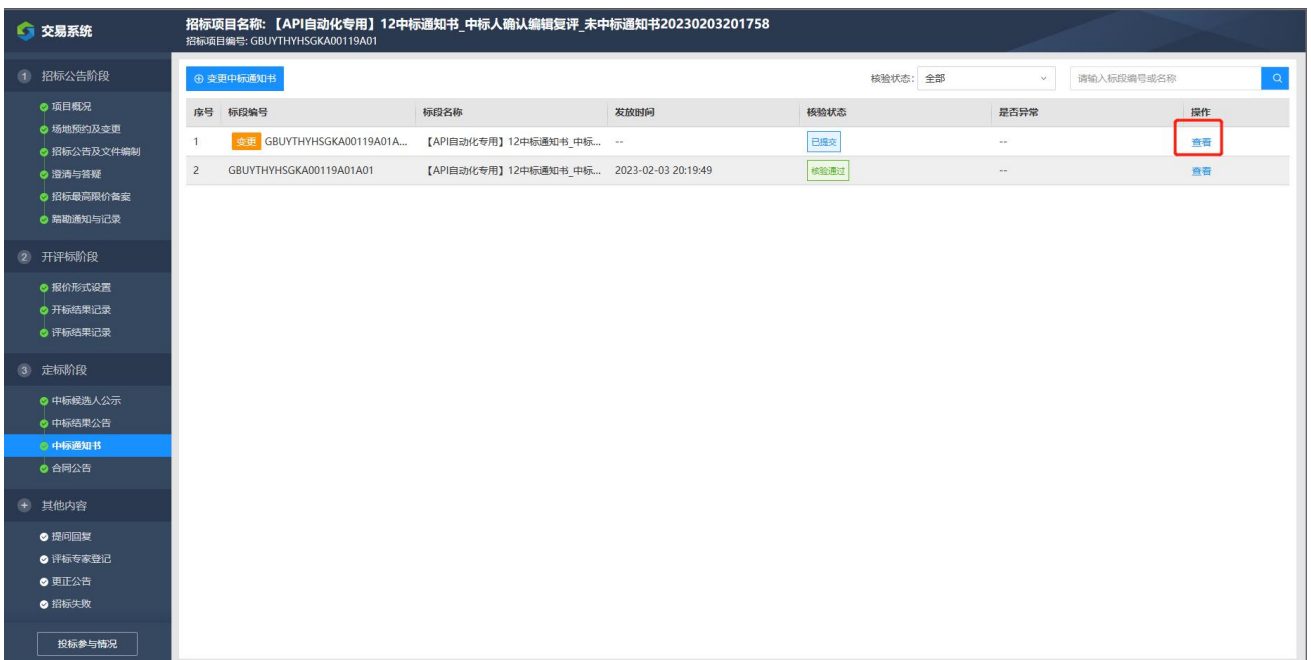 交易系统
招标项目名称: 【API自动化专用】12中标通知书_中标人确认编辑复评_未中标通知书20230203201758
招标项目编号: GBUYTHYHSGKA00119A01
1 招标公告阶段
项目概况
场地预约及变更
招标公告及文件编制
澄清与答疑
招标最高限价备案
踏勘通知与记录
2 开评标阶段
报价形式设置
开标结果记录
评标结果记录
3 定标阶段
中标候选人公示
中标结果公告
中标通知书
合同公告
其他内容
提问回复
评标专家登记
更正公告
招标失败
投标参与情况
变更中标通知书
核验状态: 全部
请输入标段编号或名称
序号 标段编号 标段名称 发放时间 核验状态 是否异常 操作
1 变更 GBUYTHYHSGKA00119A01A... 【API自动化专用】12中标通知书_中标... -- 已提交 -- 查看
2 GBUYTHYHSGKA00119A01A01 【API自动化专用】12中标通知书_中标... 2023-02-03 20:19:49 核验通过 -- 查看